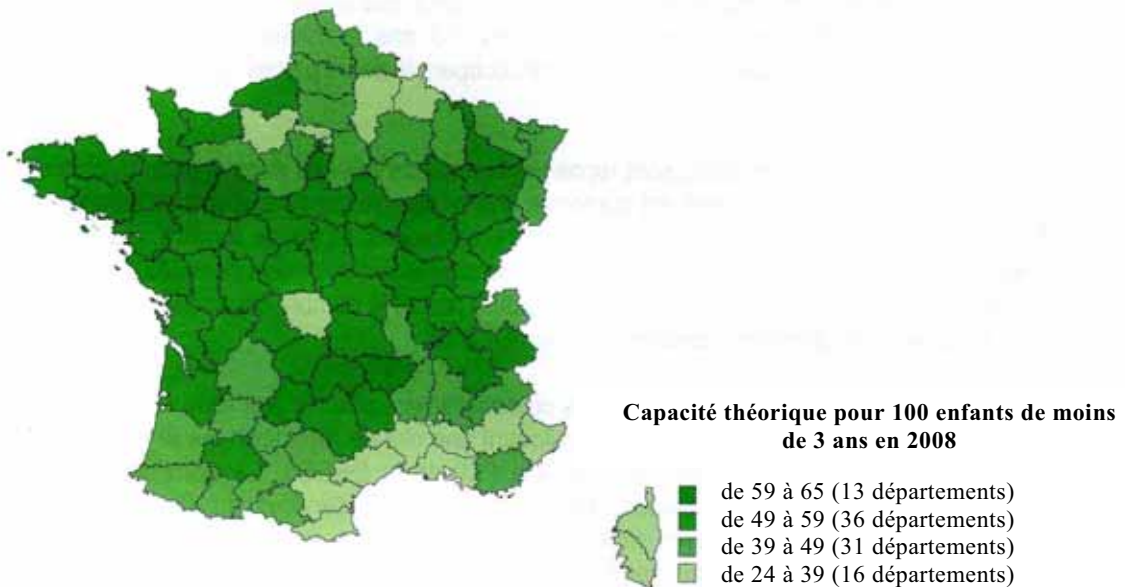 Capacité théorique pour 100 enfants de moins
de 3 ans en 2008
de 59 à 65 (13 départements)
de 49 à 59 (36 départements)
de 39 à 49 (31 départements)
de 24 à 39 (16 départements)